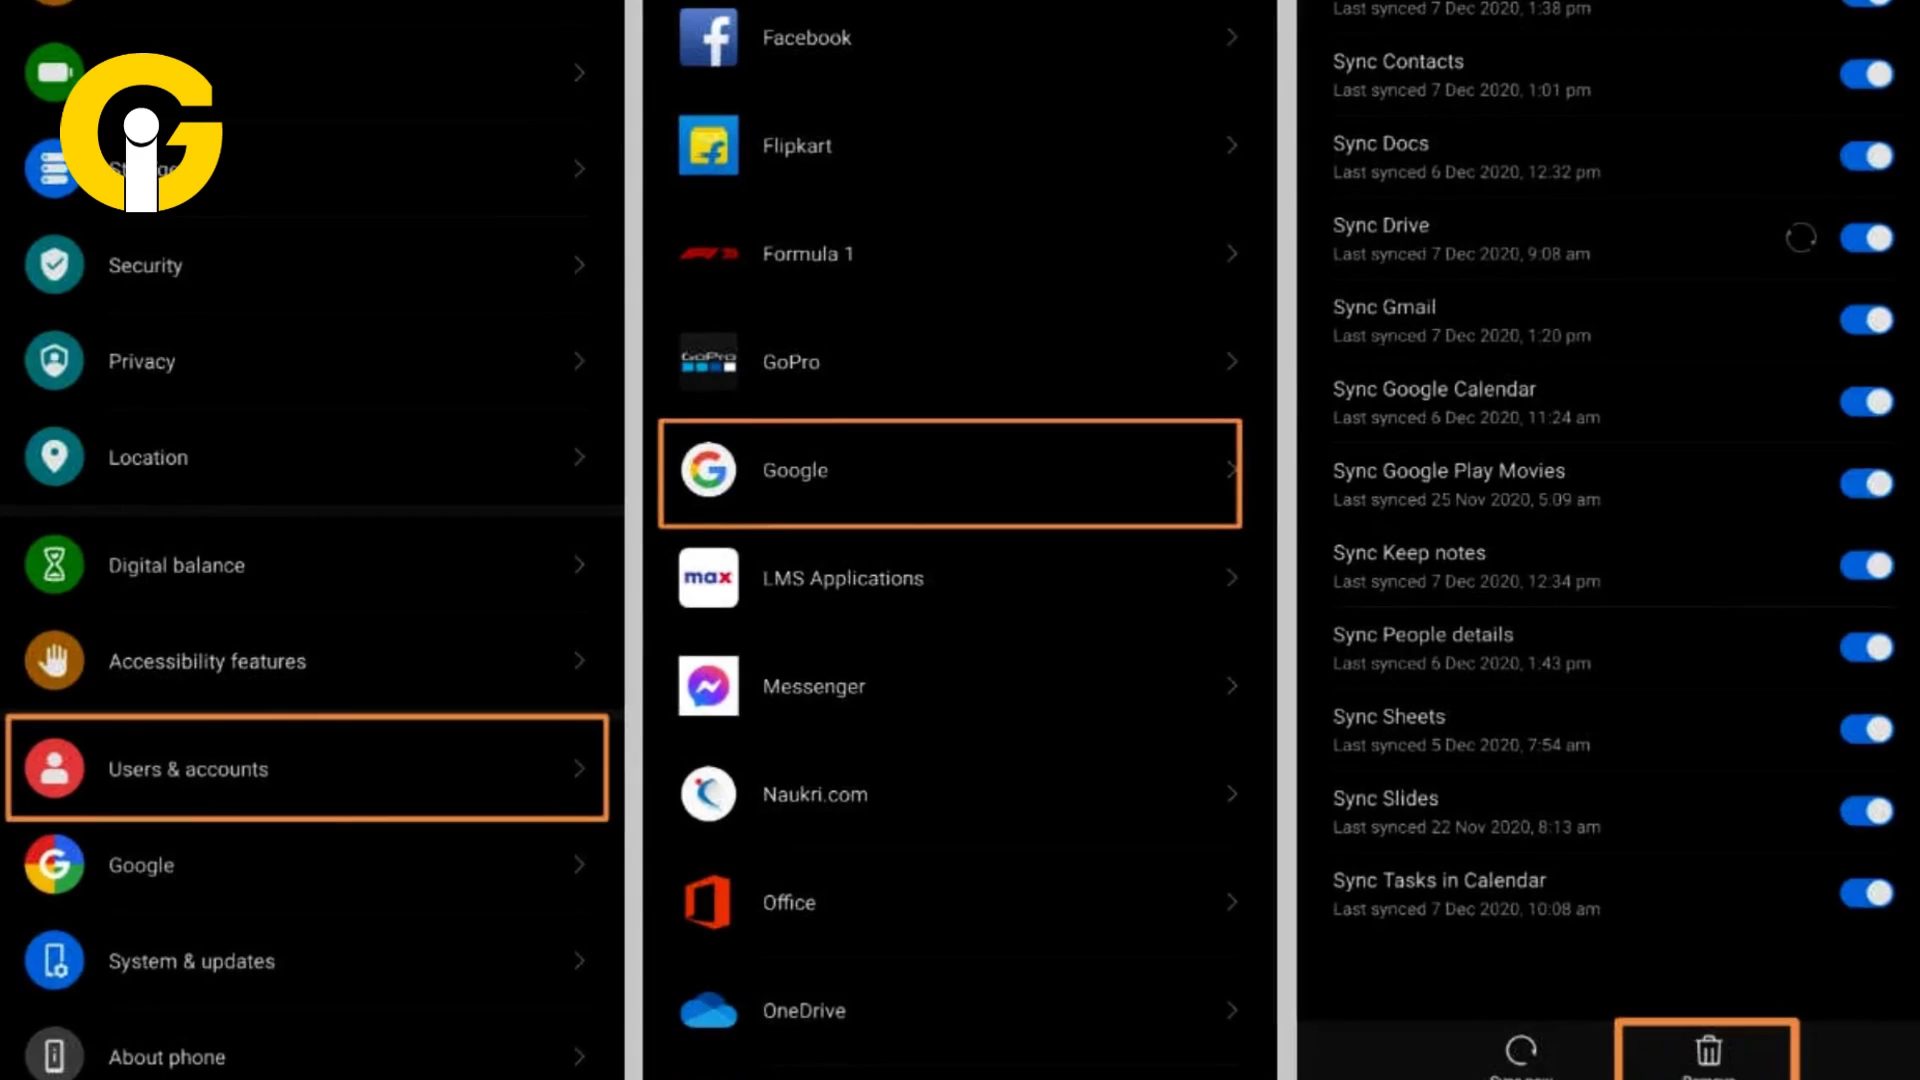 Storage
Security
Privacy
Location
Digital balance
Accessibility features
Users & accounts
Google
System & updates
About phone
Facebook
Flipkart
Formula 1
GoPro
GoPro
Google
max
LMS Applications
Messenger
Naukri.com
Office
OneDrive
Last synced 7 Dec 2020, 1:38 pm
Sync Contacts
Last synced 7 Dec 2020, 1:01 pm
Sync Docs
Last synced 6 Dec 2020, 12:32 pm
Sync Drive
Last synced 7 Dec 2020, 9:08 am
Sync Gmail
Last synced 7 Dec 2020, 1:20 pm
Sync Google Calendar
Last synced 6 Dec 2020, 11:24 am
Sync Google Play Movies
Last synced 25 Nov 2020, 5:09 am
Sync Keep notes
Last synced 7 Dec 2020, 12:34 pm
Sync People details
Last synced 6 Dec 2020, 1:43 pm
Sync Sheets
Last synced 5 Dec 2020, 7:54 am
Sync Slides
Last synced 22 Nov 2020, 8:13 am
Sync Tasks in Calendar
Last synced 7 Dec 2020, 10:08 am